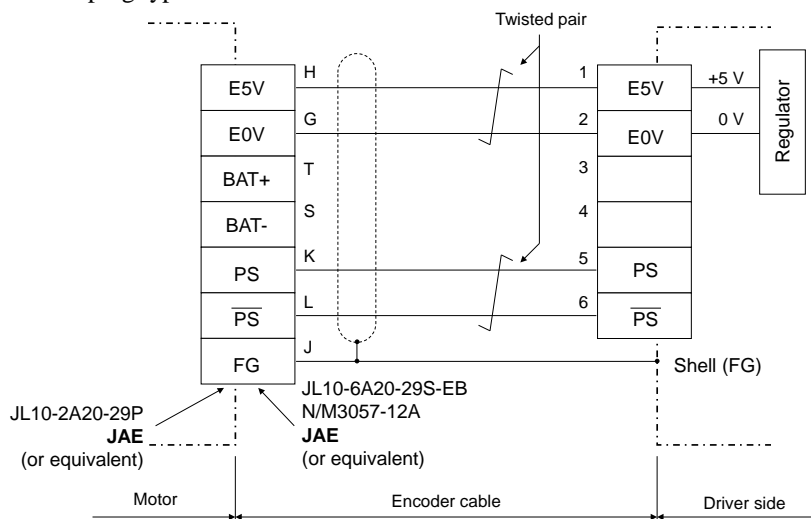 Twisted pair
E5V H 1 E5V +5 V
E0V G 2 E0V 0 V
Regulator
BAT+ T 3
BAT- S 4
PS K 5 PS
PS L 6 PS
FG J Shell (FG)
JL10-2A20-29P
JAE
(or equivalent)
JL10-6A20-29S-EB
N/M3057-12A
JAE
(or equivalent)
Motor Encoder cable Driver side